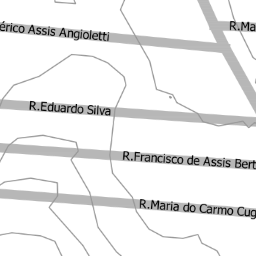 R.Ma
érico Assis Angioletti
R.Eduardo Silva
R.Francisco de Assis Bert
R.Maria do Carmo Cug